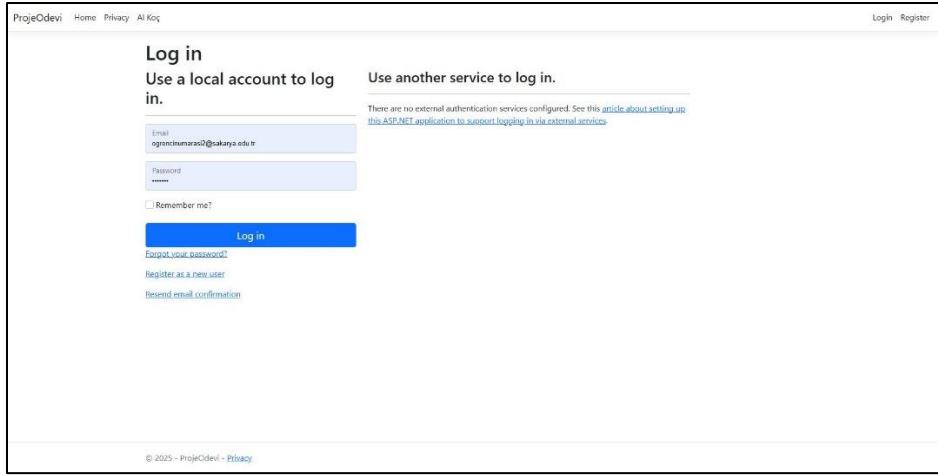 ProjeOdevi Home Privacy AI Koç Login Register
Log in
Use a local account to log
in.
Email
ogrencinumarasi2@sakarya.edu.tr
Password
•••••••
Remember me?
Log in
Forgot your password?
Register as a new user
Resend email confirmation
Use another service to log in.
There are no external authentication services configured. See this article about setting up
this ASP.NET application to support logging in via external services.
© 2025 - ProjeOdevi - Privacy